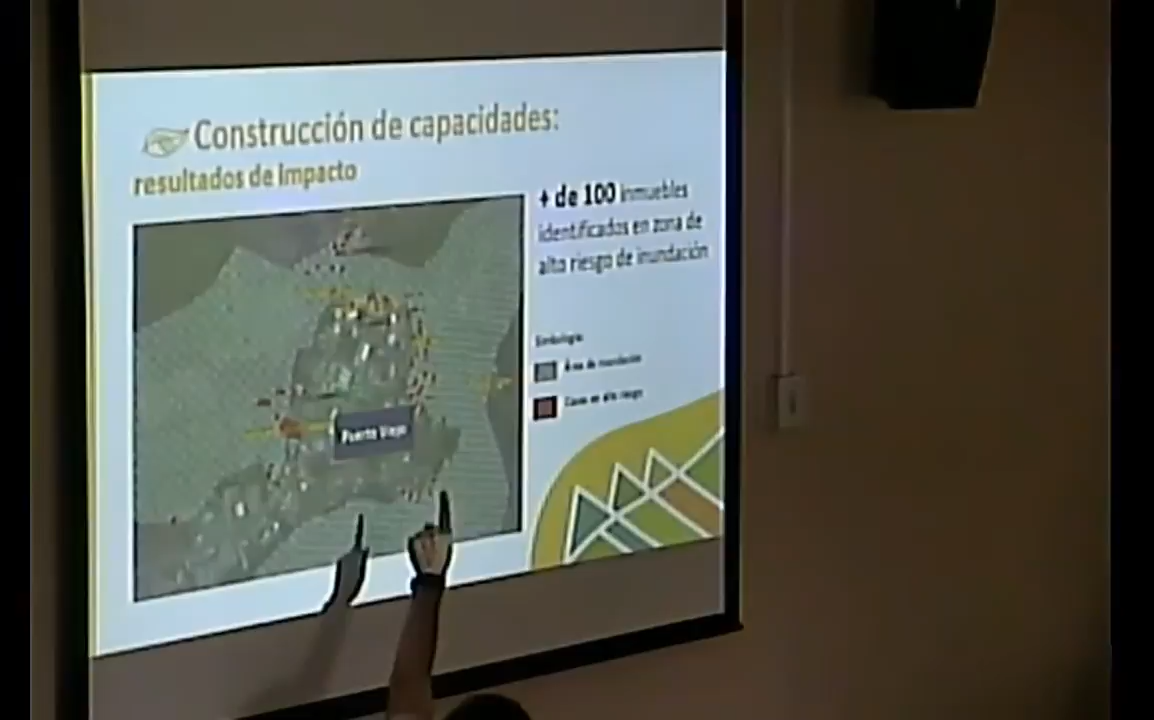 Construcción de capacidades:
resultados de impacto
+ de 100 inmuebles
identificados en zona de
alto riesgo de inundación
Simbología
Área de inundación
Casas en alto riesgo
Puerto Viejo